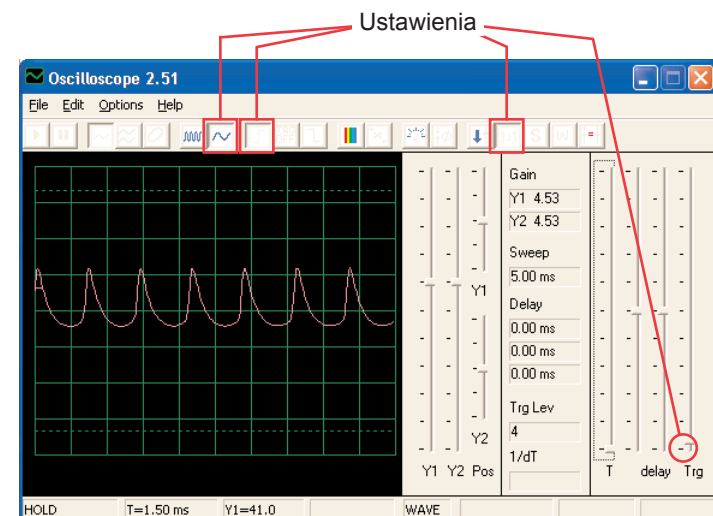 Ustawienia
Oscilloscope 2.51
File Edit Options Help
Gain
Y1 4.53
Y2 4.53
Sweep
5.00 ms
Y1
Delay
0.00 ms
0.00 ms
0.00 ms
Trg Lev
4
Y2
1/dT
Y1 Y2 Pos
T delay Trg
HOLD T=1.50 ms Y1=41.0 WAVE